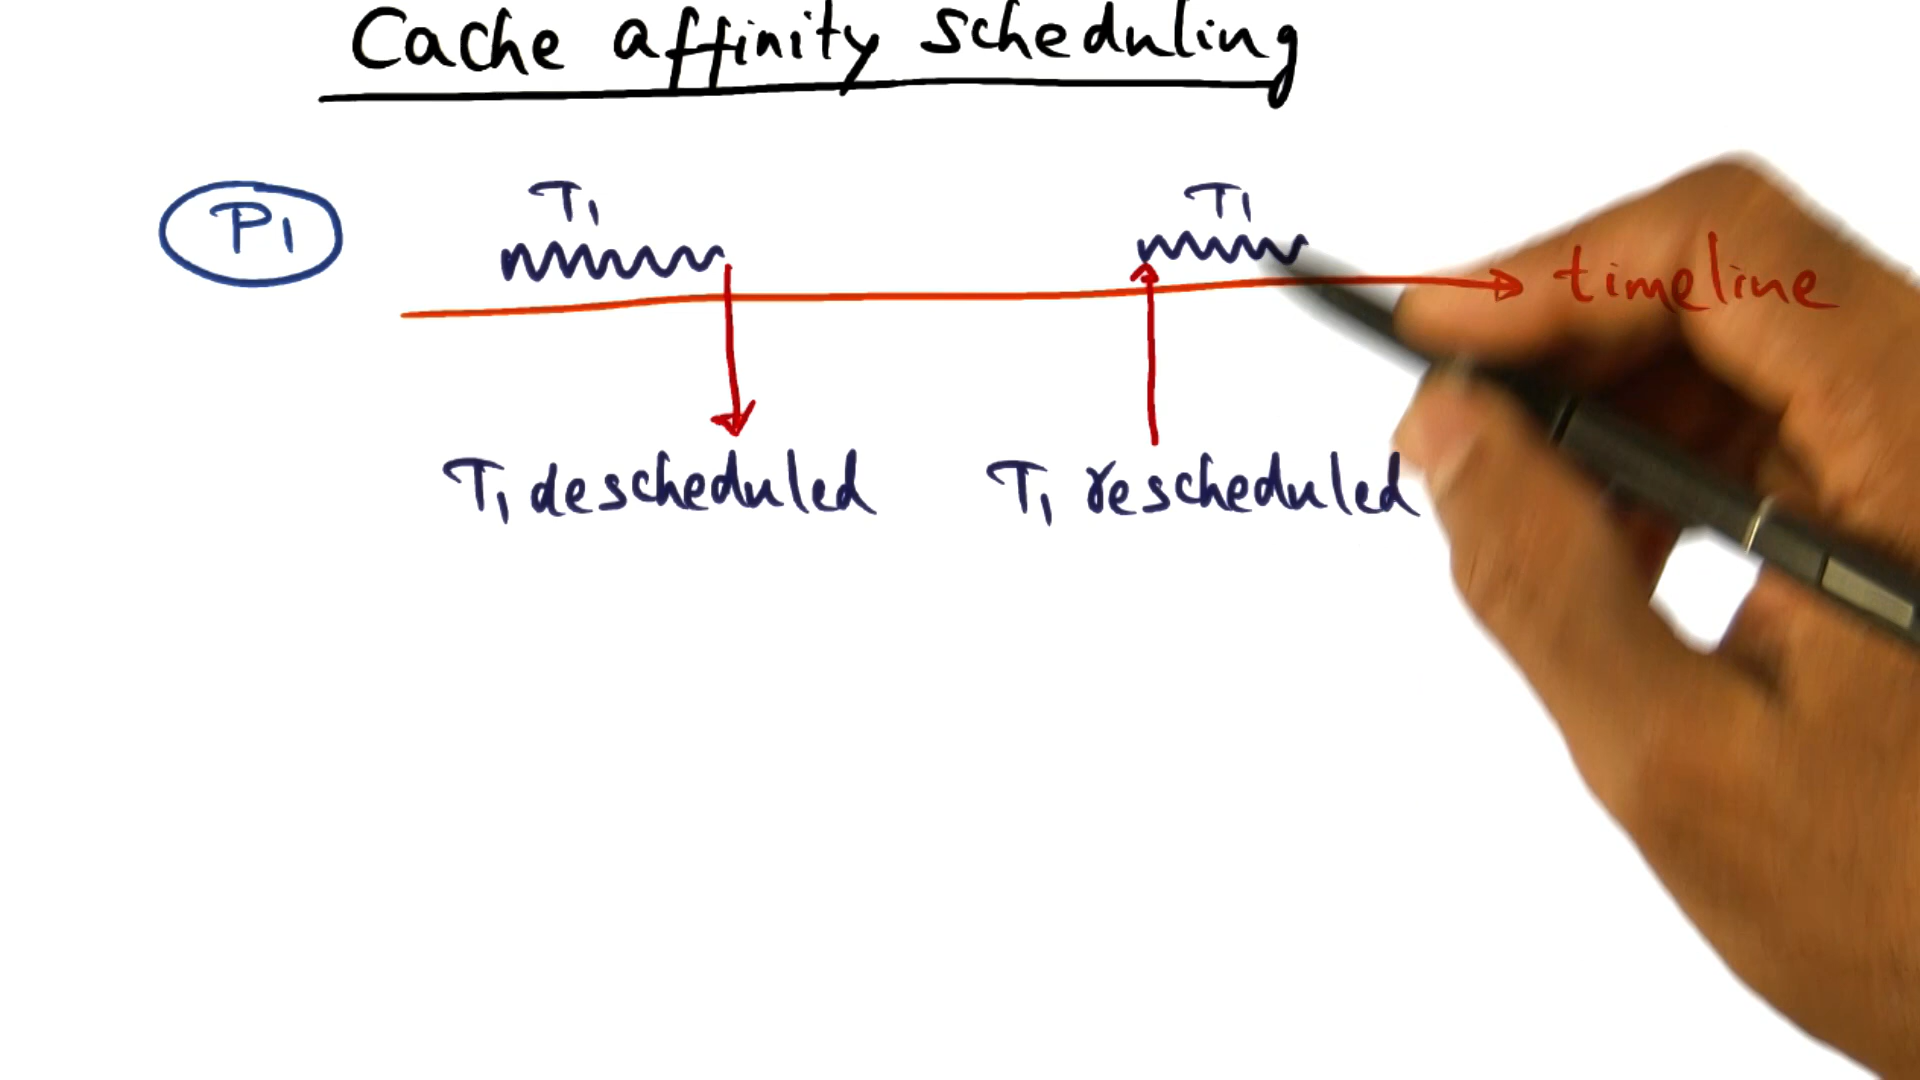 Cache affinity scheduling
P1
T1
T1
timeline
T1 descheduled
T1 rescheduled